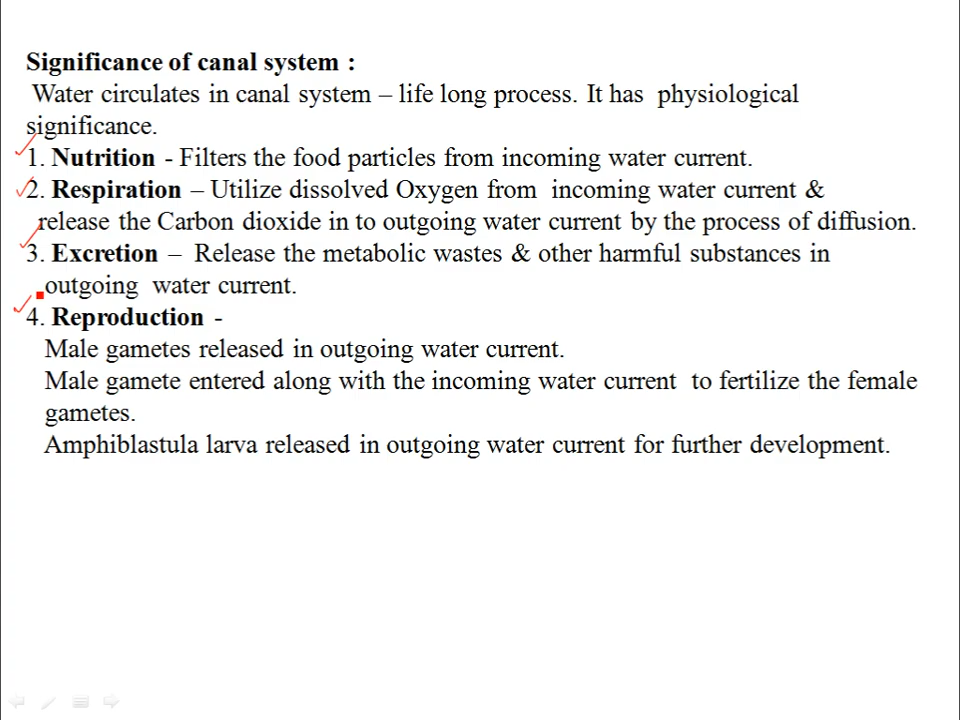 Significance of canal system :
Water circulates in canal system – life long process. It has physiological
significance.
1. Nutrition - Filters the food particles from incoming water current.
2. Respiration – Utilize dissolved Oxygen from incoming water current &
release the Carbon dioxide in to outgoing water current by the process of diffusion.
3. Excretion – Release the metabolic wastes & other harmful substances in
outgoing water current.
4. Reproduction -
Male gametes released in outgoing water current.
Male gamete entered along with the incoming water current to fertilize the female
gametes.
Amphiblastula larva released in outgoing water current for further development.